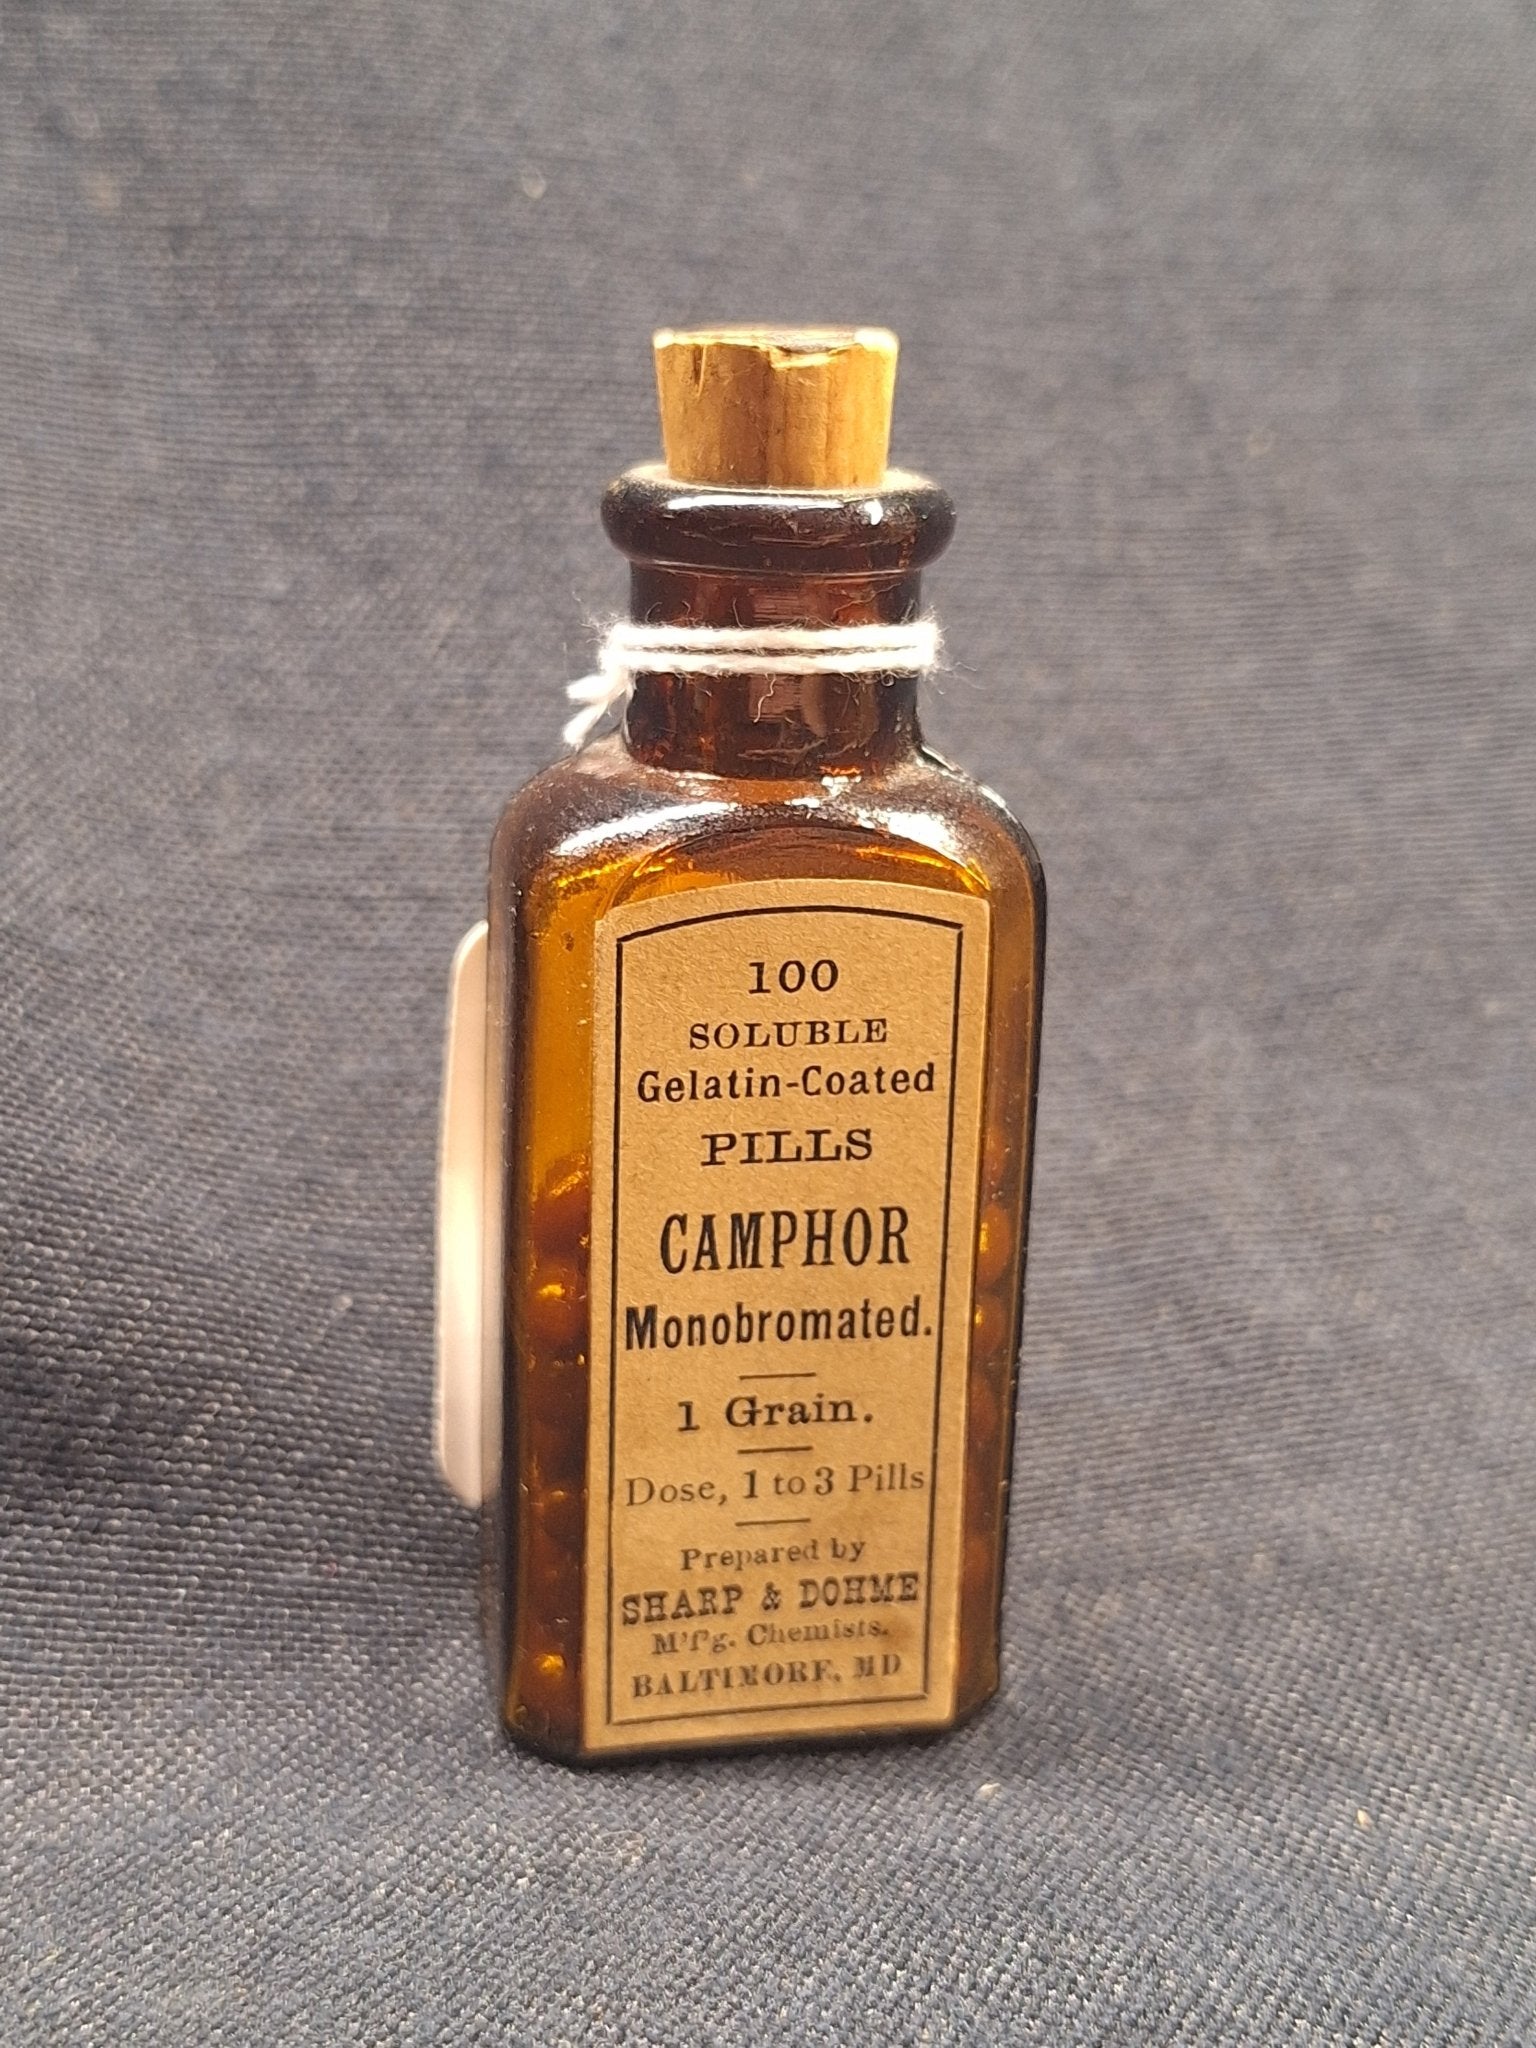 100
SOLUBLE
Gelatin-Coated
PILLS
CAMPHOR
Monobromated.
1 Grain.
Dose, 1 to 3 Pills
Prepared by
SHARP & DOHME
M'f'g. Chemists.
BALTIMORE, MD